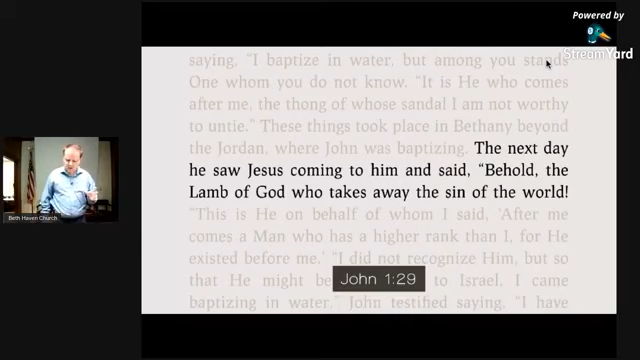 Powered by
StreamYard
saying, "I baptize in water, but among you stands
One whom you do not know. "It is He who comes
after me, the thong of whose sandal I am not worthy
to untie." These things took place in Bethany beyond
the Jordan, where John was baptizing. The next day
he saw Jesus coming to him and said, "Behold, the
Lamb of God who takes away the sin of the world!
"This is He on behalf of whom I said, 'After me
comes a Man who has a higher rank than I, for He
existed before me.' "I did not recognize Him, but so
that He might be to Israel, I came
John 1:29
baptizing in water." John testified saying, "I have
Beth Haven Church